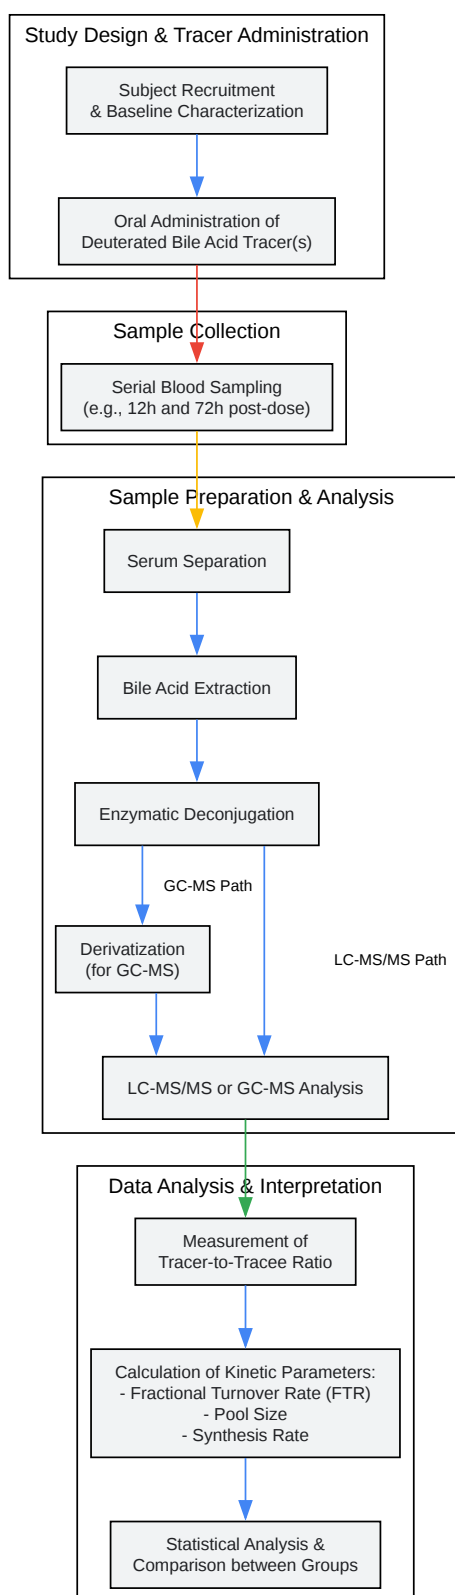 Study Design & Tracer Administration
Subject Recruitment
& Baseline Characterization
Oral Administration of
Deuterated Bile Acid Tracer(s)
Sample Collection
Serial Blood Sampling
(e.g., 12h and 72h post-dose)
Sample Preparation & Analysis
Serum Separation
Bile Acid Extraction
Enzymatic Deconjugation
GC-MS Path
Derivatization
(for GC-MS)
LC-MS/MS Path
LC-MS/MS or GC-MS Analysis
Data Analysis & Interpretation
Measurement of
Tracer-to-Tracee Ratio
Calculation of Kinetic Parameters:
- Fractional Turnover Rate (FTR)
- Pool Size
- Synthesis Rate
Statistical Analysis &
Comparison between Groups